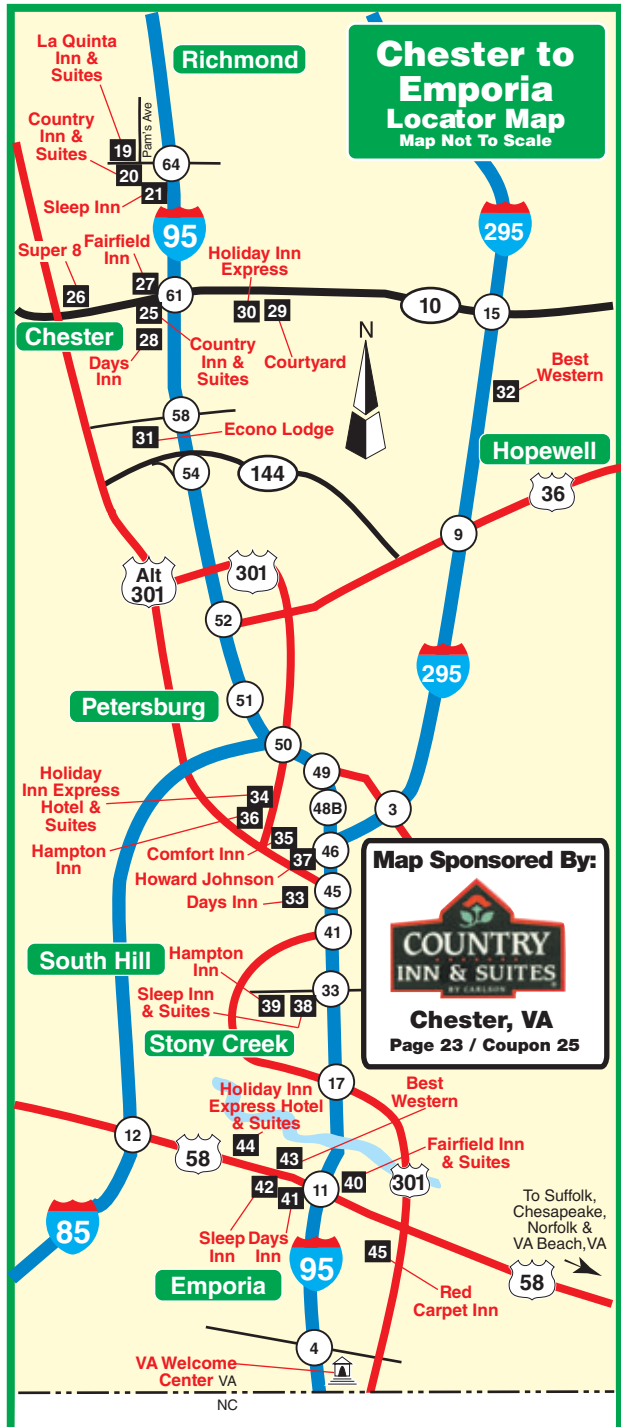 Chester to
Emporia
Locator Map
Map Not To Scale
La Quinta
Inn &
Suites
Richmond
Country
Inn &
Suites
19
Pam's Ave
20
64
21
Sleep Inn
95
295
Super 8
Fairfield
Inn
Holiday Inn
Express
26
27
61
30
29
10
15
25
Chester
28
Days
Inn
Country
Inn &
Suites
Courtyard
N
32
Best
Western
58
31
Econo Lodge
Hopewell
54
144
36
9
Alt
301
301
52
295
51
Petersburg
50
49
3
48B
Holiday
Inn Express
Hotel &
Suites
34
36
Hampton
Inn
35
Comfort Inn
37
46
Howard Johnson
45
Days Inn
33
Map Sponsored By:
COUNTRY
INN & SUITES
BY CARLSON
Chester, VA
Page 23 / Coupon 25
41
South Hill
Hampton
Inn
33
Sleep Inn
& Suites
39
38
Stony Creek
17
Holiday Inn
Express Hotel
& Suites
Best
Western
12
58
44
43
Fairfield Inn
& Suites
42
41
11
40
301
Sleep
Inn
Days
Inn
85
95
45
To Suffolk,
Chesapeake,
Norfolk &
VA Beach,VA
58
Emporia
Red
Carpet Inn
4
VA Welcome
Center VA
NC